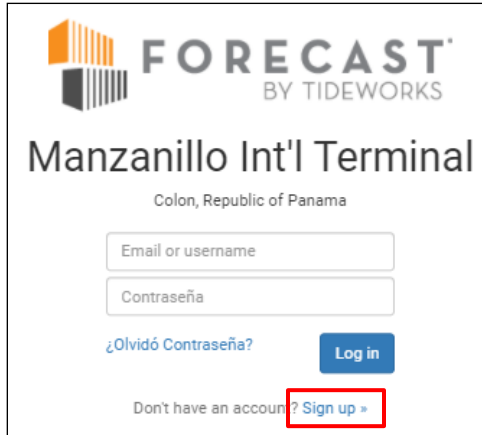 FORECAST
BY TIDEWORKS
Manzanillo Int'l Terminal
Colon, Republic of Panama
Email or username
Contraseña
¿Olvidó Contraseña?
Log in
Don't have an account? Sign up »